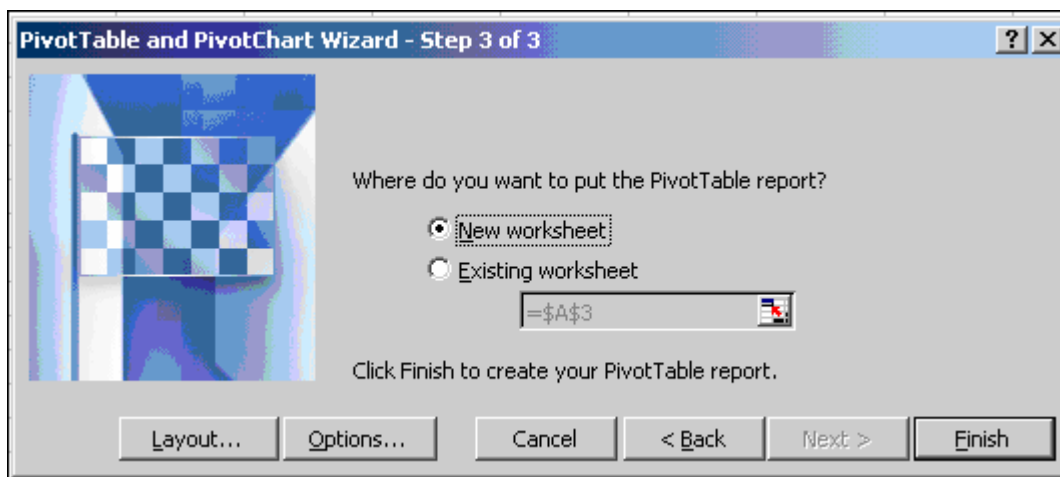 PivotTable and PivotChart Wizard - Step 3 of 3
Where do you want to put the PivotTable report?
New worksheet
Existing worksheet
=$A$3
Click Finish to create your PivotTable report.
Layout... Options... Cancel < Back Next > Finish